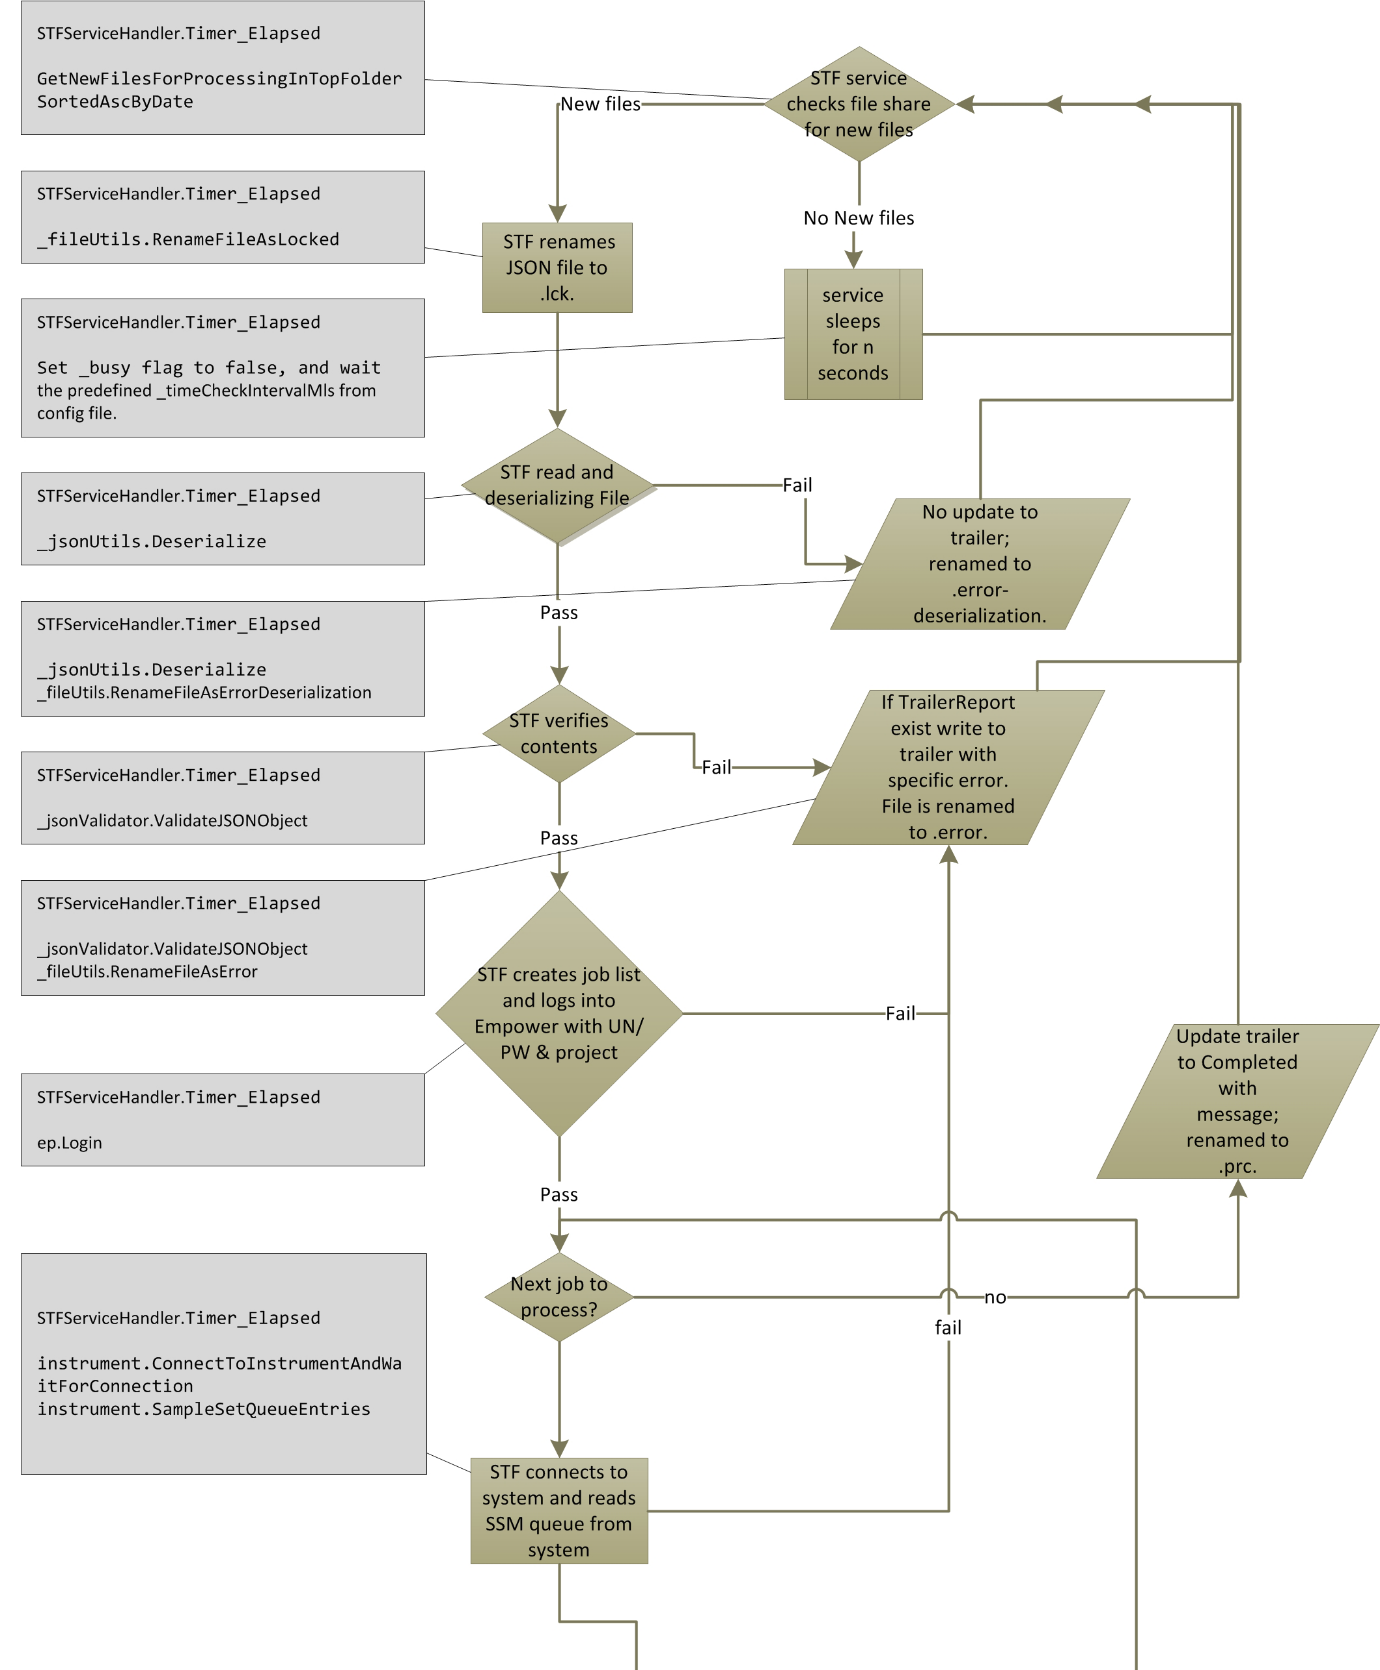 STFServiceHandler.Timer_Elapsed
GetNewFilesForProcessingInTopFolder
SortedAscByDate
STF service
checks file share
for new files
New files
No New files
STFServiceHandler.Timer_Elapsed
_fileUtils.RenameFileAsLocked
STF renames
JSON file to
.lck.
service
sleeps
for n
seconds
STFServiceHandler.Timer_Elapsed
Set _busy flag to false, and wait
the predefined _timeCheckIntervalMls from
config file.
STFServiceHandler.Timer_Elapsed
_jsonUtils.Deserialize
STF read and
deserializing File
Fail
No update to
trailer;
renamed to
.error-
deserialization.
Pass
STFServiceHandler.Timer_Elapsed
_jsonUtils.Deserialize
_fileUtils.RenameFileAsErrorDeserialization
STF verifies
contents
Fail
If TrailerReport
exist write to
trailer with
specific error.
File is renamed
to .error.
STFServiceHandler.Timer_Elapsed
_jsonValidator.ValidateJSONObject
Pass
STFServiceHandler.Timer_Elapsed
_jsonValidator.ValidateJSONObject
_fileUtils.RenameFileAsError
STF creates job list
and logs into
Empower with UN/
PW & project
Fail
Update trailer
to Completed
with
message;
renamed to
.prc.
STFServiceHandler.Timer_Elapsed
ep.Login
Pass
Next job to
process?
no
fail
STFServiceHandler.Timer_Elapsed
instrument.ConnectToInstrumentAndWa
itForConnection
instrument.SampleSetQueueEntries
STF connects to
system and reads
SSM queue from
system